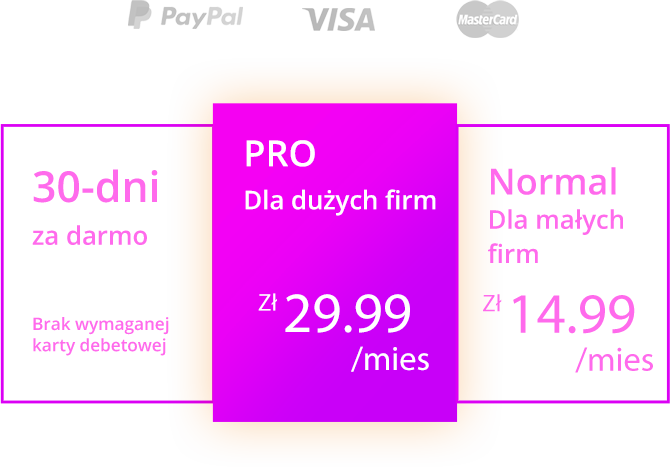 PayPal
VISA
MasterCard
30-dni
za darmo
Brak wymaganej
karty debetowej
PRO
Dla dużych firm
Zł 29.99
/mies
Normal
Dla małych
firm
Zł 14.99
/mies